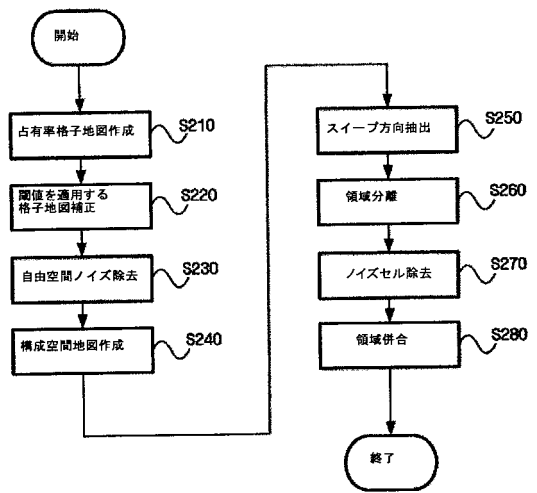 開始
占有率格子地図作成
S210
閾値を適用する
格子地図補正
S220
自由空間ノイズ除去
S230
構成空間地図作成
S240
スイープ方向抽出
S250
領域分離
S260
ノイズセル除去
S270
領域併合
S280
終了